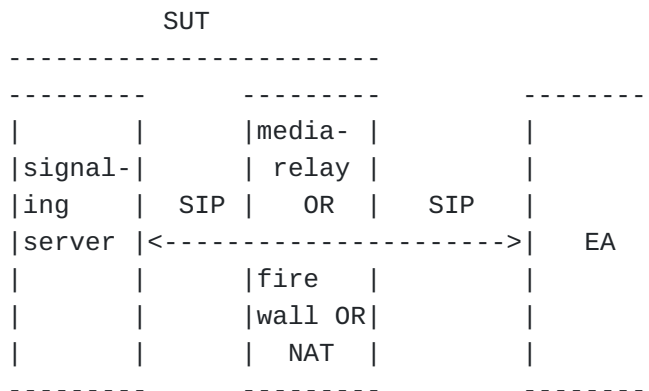 SUT
------------------------
---------      ---------         --------
|       |      |media- |         |
|signal-|      | relay |         |
|ing    |  SIP |   OR  |   SIP   |
|server |<---------------------->|   EA
|       |      |fire   |         |
|       |      |wall OR|         |
|       |      |  NAT  |         |
---------      ---------         --------